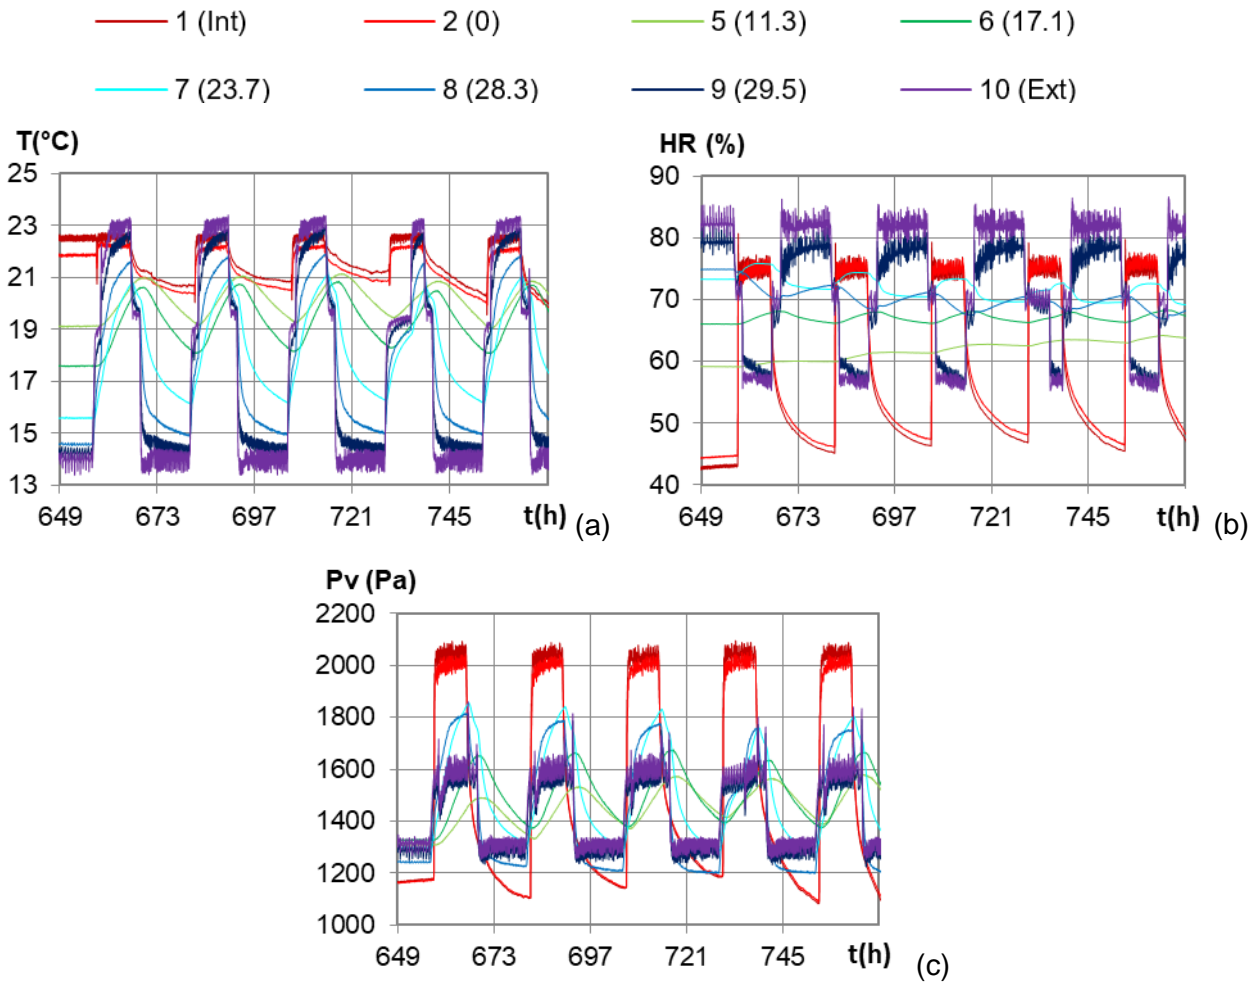 1 (Int) 2 (0) 5 (11.3) 6 (17.1)
7 (23.7) 8 (28.3) 9 (29.5) 10 (Ext)
T(°C)
25
23
21
19
17
15
13
649 673 697 721 745 t(h) (a)
HR (%)
90
80
70
60
50
40
649 673 697 721 745 t(h) (b)
Pv (Pa)
2200
2000
1800
1600
1400
1200
1000
649 673 697 721 745 t(h) (c)